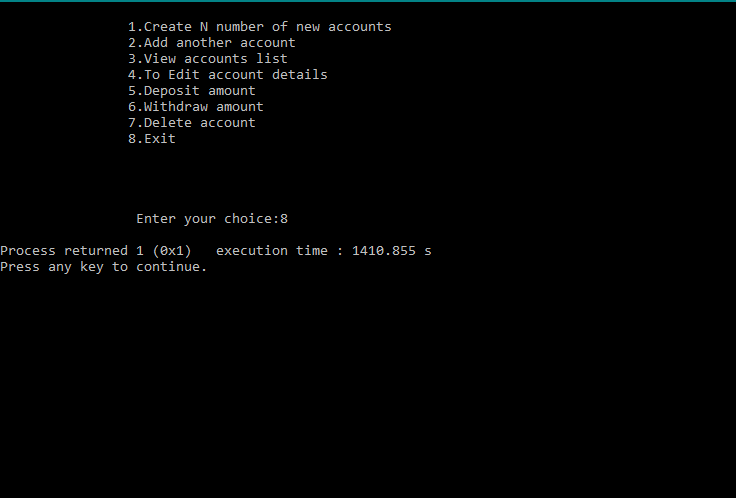 1.Create N number of new accounts
2.Add another account
3.View accounts list
4.To Edit account details
5.Deposit amount
6.Withdraw amount
7.Delete account
8.Exit
Enter your choice:8
Process returned 1 (0x1)   execution time : 1410.855 s
Press any key to continue.